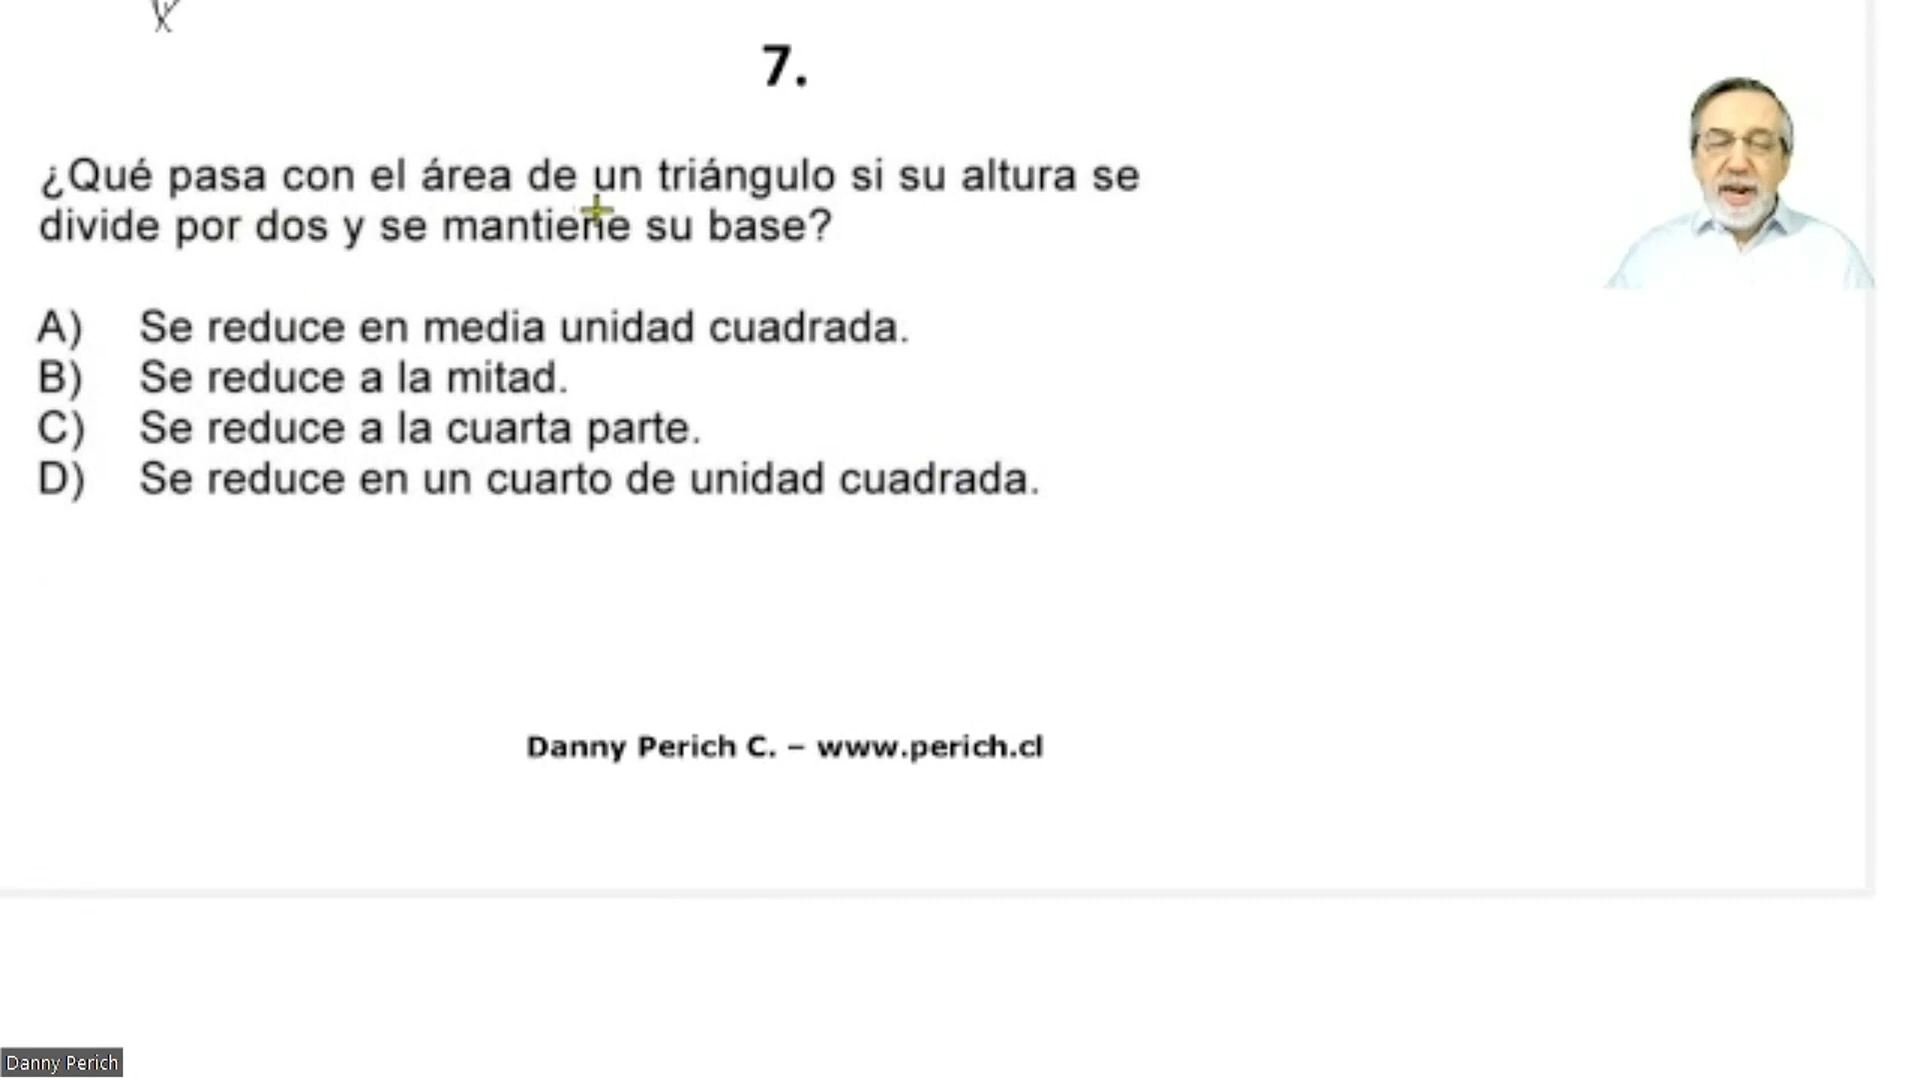 7.
¿Qué pasa con el área de un triángulo si su altura se
divide por dos y se mantiene su base?
A) Se reduce en media unidad cuadrada.
B) Se reduce a la mitad.
C) Se reduce a la cuarta parte.
D) Se reduce en un cuarto de unidad cuadrada.
Danny Perich C. – www.perich.cl
Danny Perich